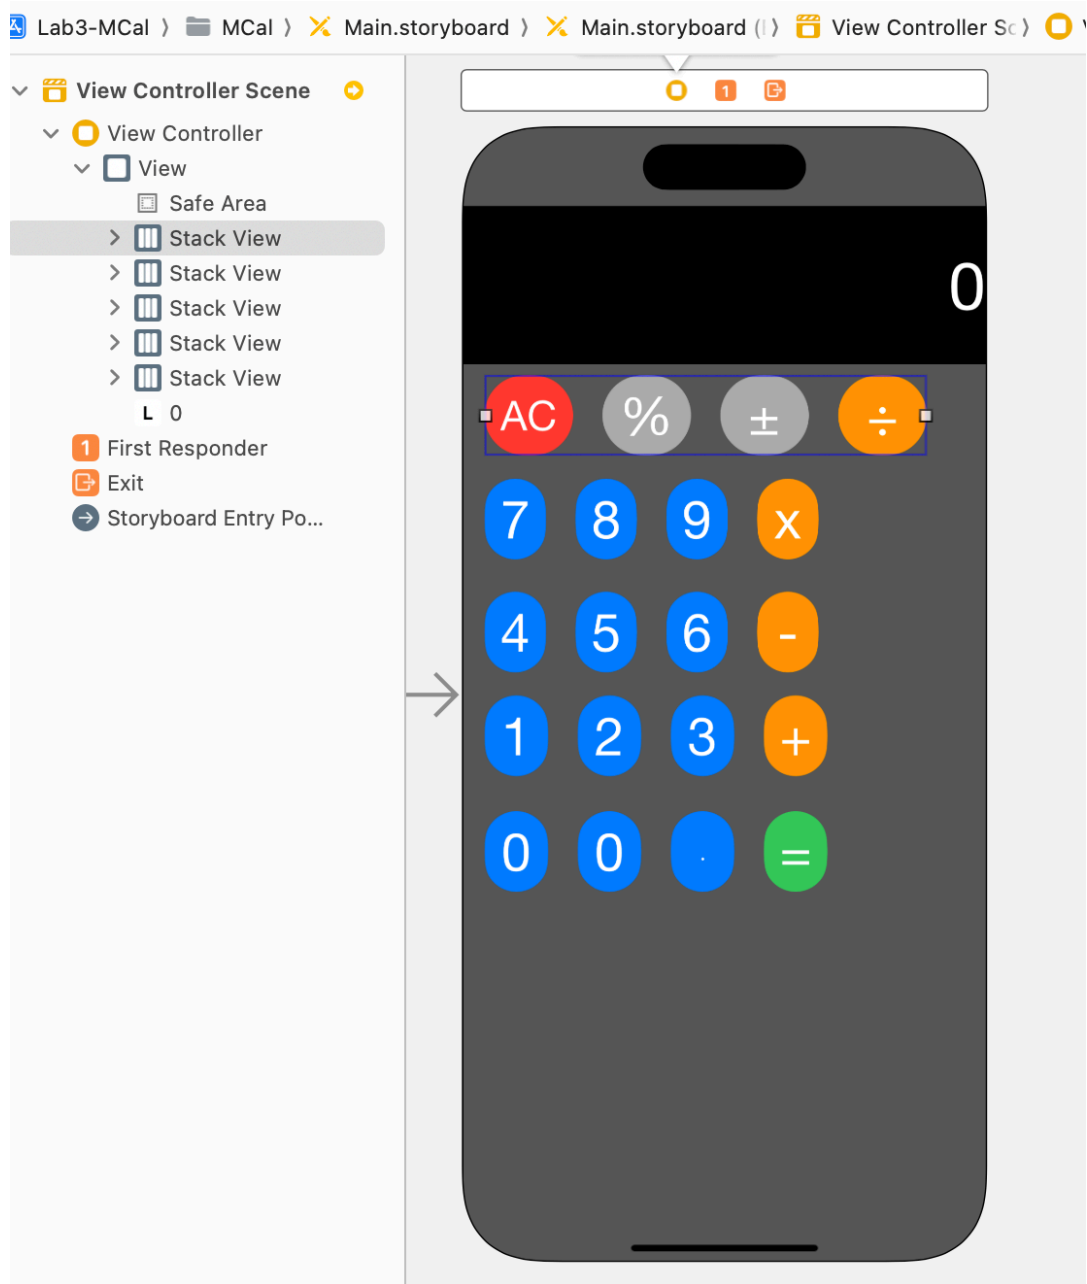 Lab3-MCal 〉 MCal 〉 Main.storyboard 〉 Main.storyboard ( 〉 View Controller Sc 〉
View Controller Scene
View Controller
View
Safe Area
Stack View
Stack View
Stack View
Stack View
Stack View
L 0
1 First Responder
Exit
Storyboard Entry Po...
1
0
AC % ± ÷
7 8 9 x
4 5 6 -
1 2 3 +
0 0 . =